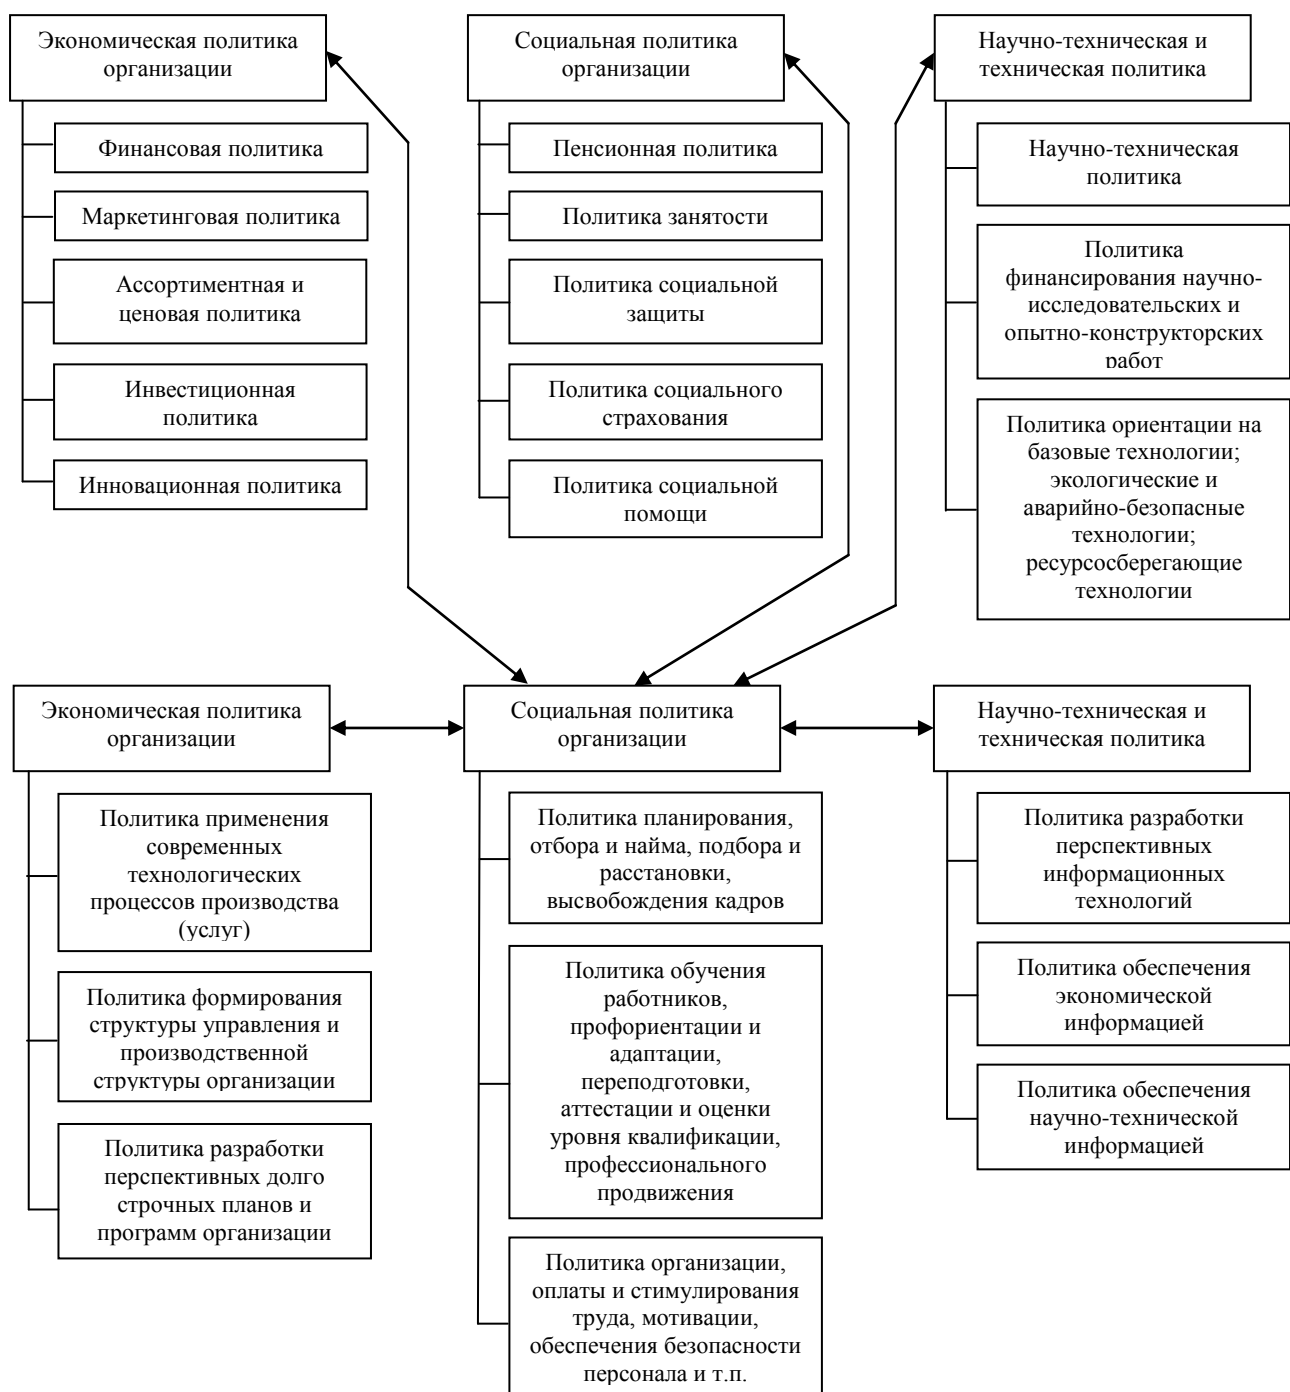 Экономическая политика
организации
Финансовая политика
Маркетинговая политика
Ассортиментная и
ценовая политика
Инвестиционная
политика
Инновационная политика
Социальная политика
организации
Пенсионная политика
Политика занятости
Политика социальной
защиты
Политика социального
страхования
Политика социальной
помощи
Научно-техническая и
техническая политика
Научно-техническая
политика
Политика
финансирования научно-
исследовательских и
опытно-конструкторских
работ
Политика ориентации на
базовые технологии;
экологические и
аварийно-безопасные
технологии;
ресурсосберегающие
технологии
Экономическая политика
организации
Политика применения
современных
технологических
процессов производства
(услуг)
Политика формирования
структуры управления и
производственной
структуры организации
Политика разработки
перспективных долго
строчных планов и
программ организации
Социальная политика
организации
Политика планирования,
отбора и найма, подбора и
расстановки,
высвобождения кадров
Политика обучения
работников,
профориентации и
адаптации,
переподготовки,
аттестации и оценки
уровня квалификации,
профессионального
продвижения
Политика организации,
оплаты и стимулирования
труда, мотивации,
обеспечения безопасности
персонала и т.п.
Научно-техническая и
техническая политика
Политика разработки
перспективных
информационных
технологий
Политика обеспечения
экономической
информацией
Политика обеспечения
научно-технической
информацией